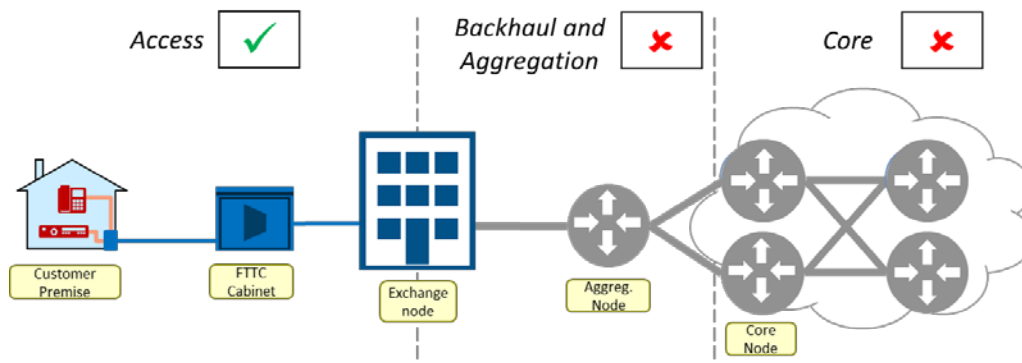 Access
Backhaul and
Aggregation
Core
Customer
Premise
FTTC
Cabinet
Exchange
node
Aggreg.
Node
Core
Node